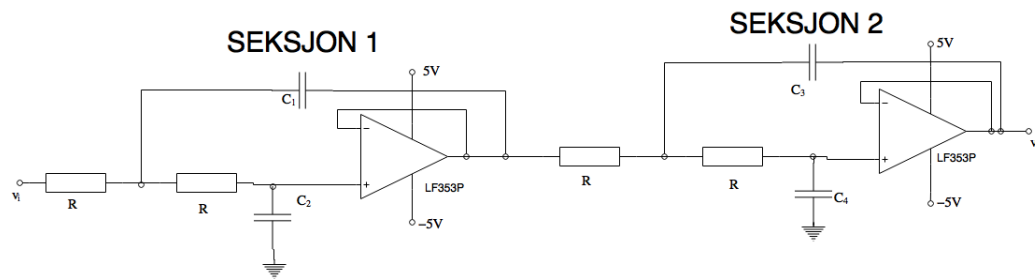 SEKSJON 1
SEKSJON 2
5V
5V
C₁
C₃
−
−
LF353P
LF353P
+
+
vᵢ
R
R
C₂
R
R
C₄
−5V
−5V
v